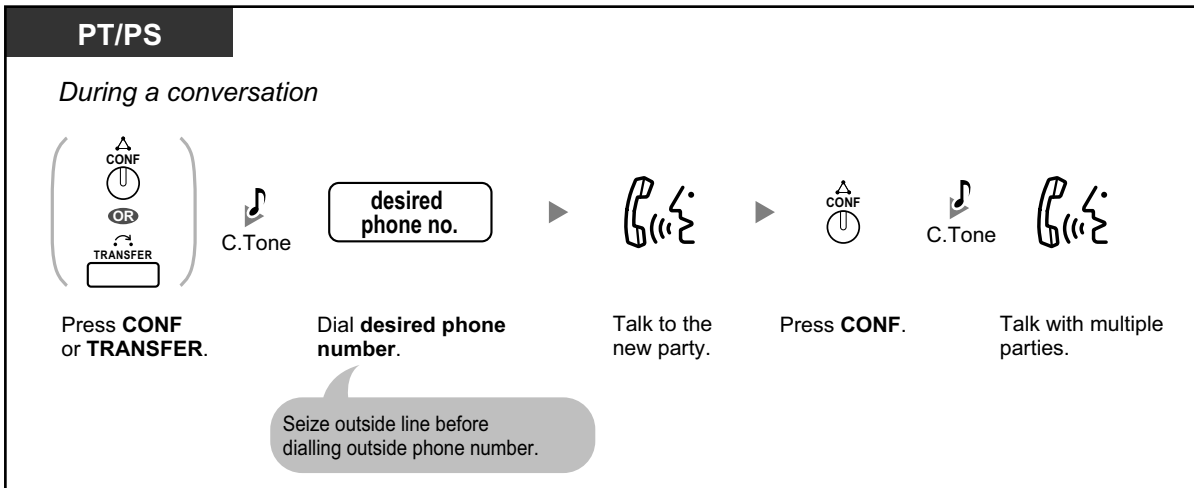 PT/PS
During a conversation
CONF
OR
TRANSFER
C.Tone
desired
phone no.
CONF
C.Tone
Press CONF
or TRANSFER.
Dial desired phone
number.
Talk to the
new party.
Press CONF.
Talk with multiple
parties.
Seize outside line before
dialling outside phone number.